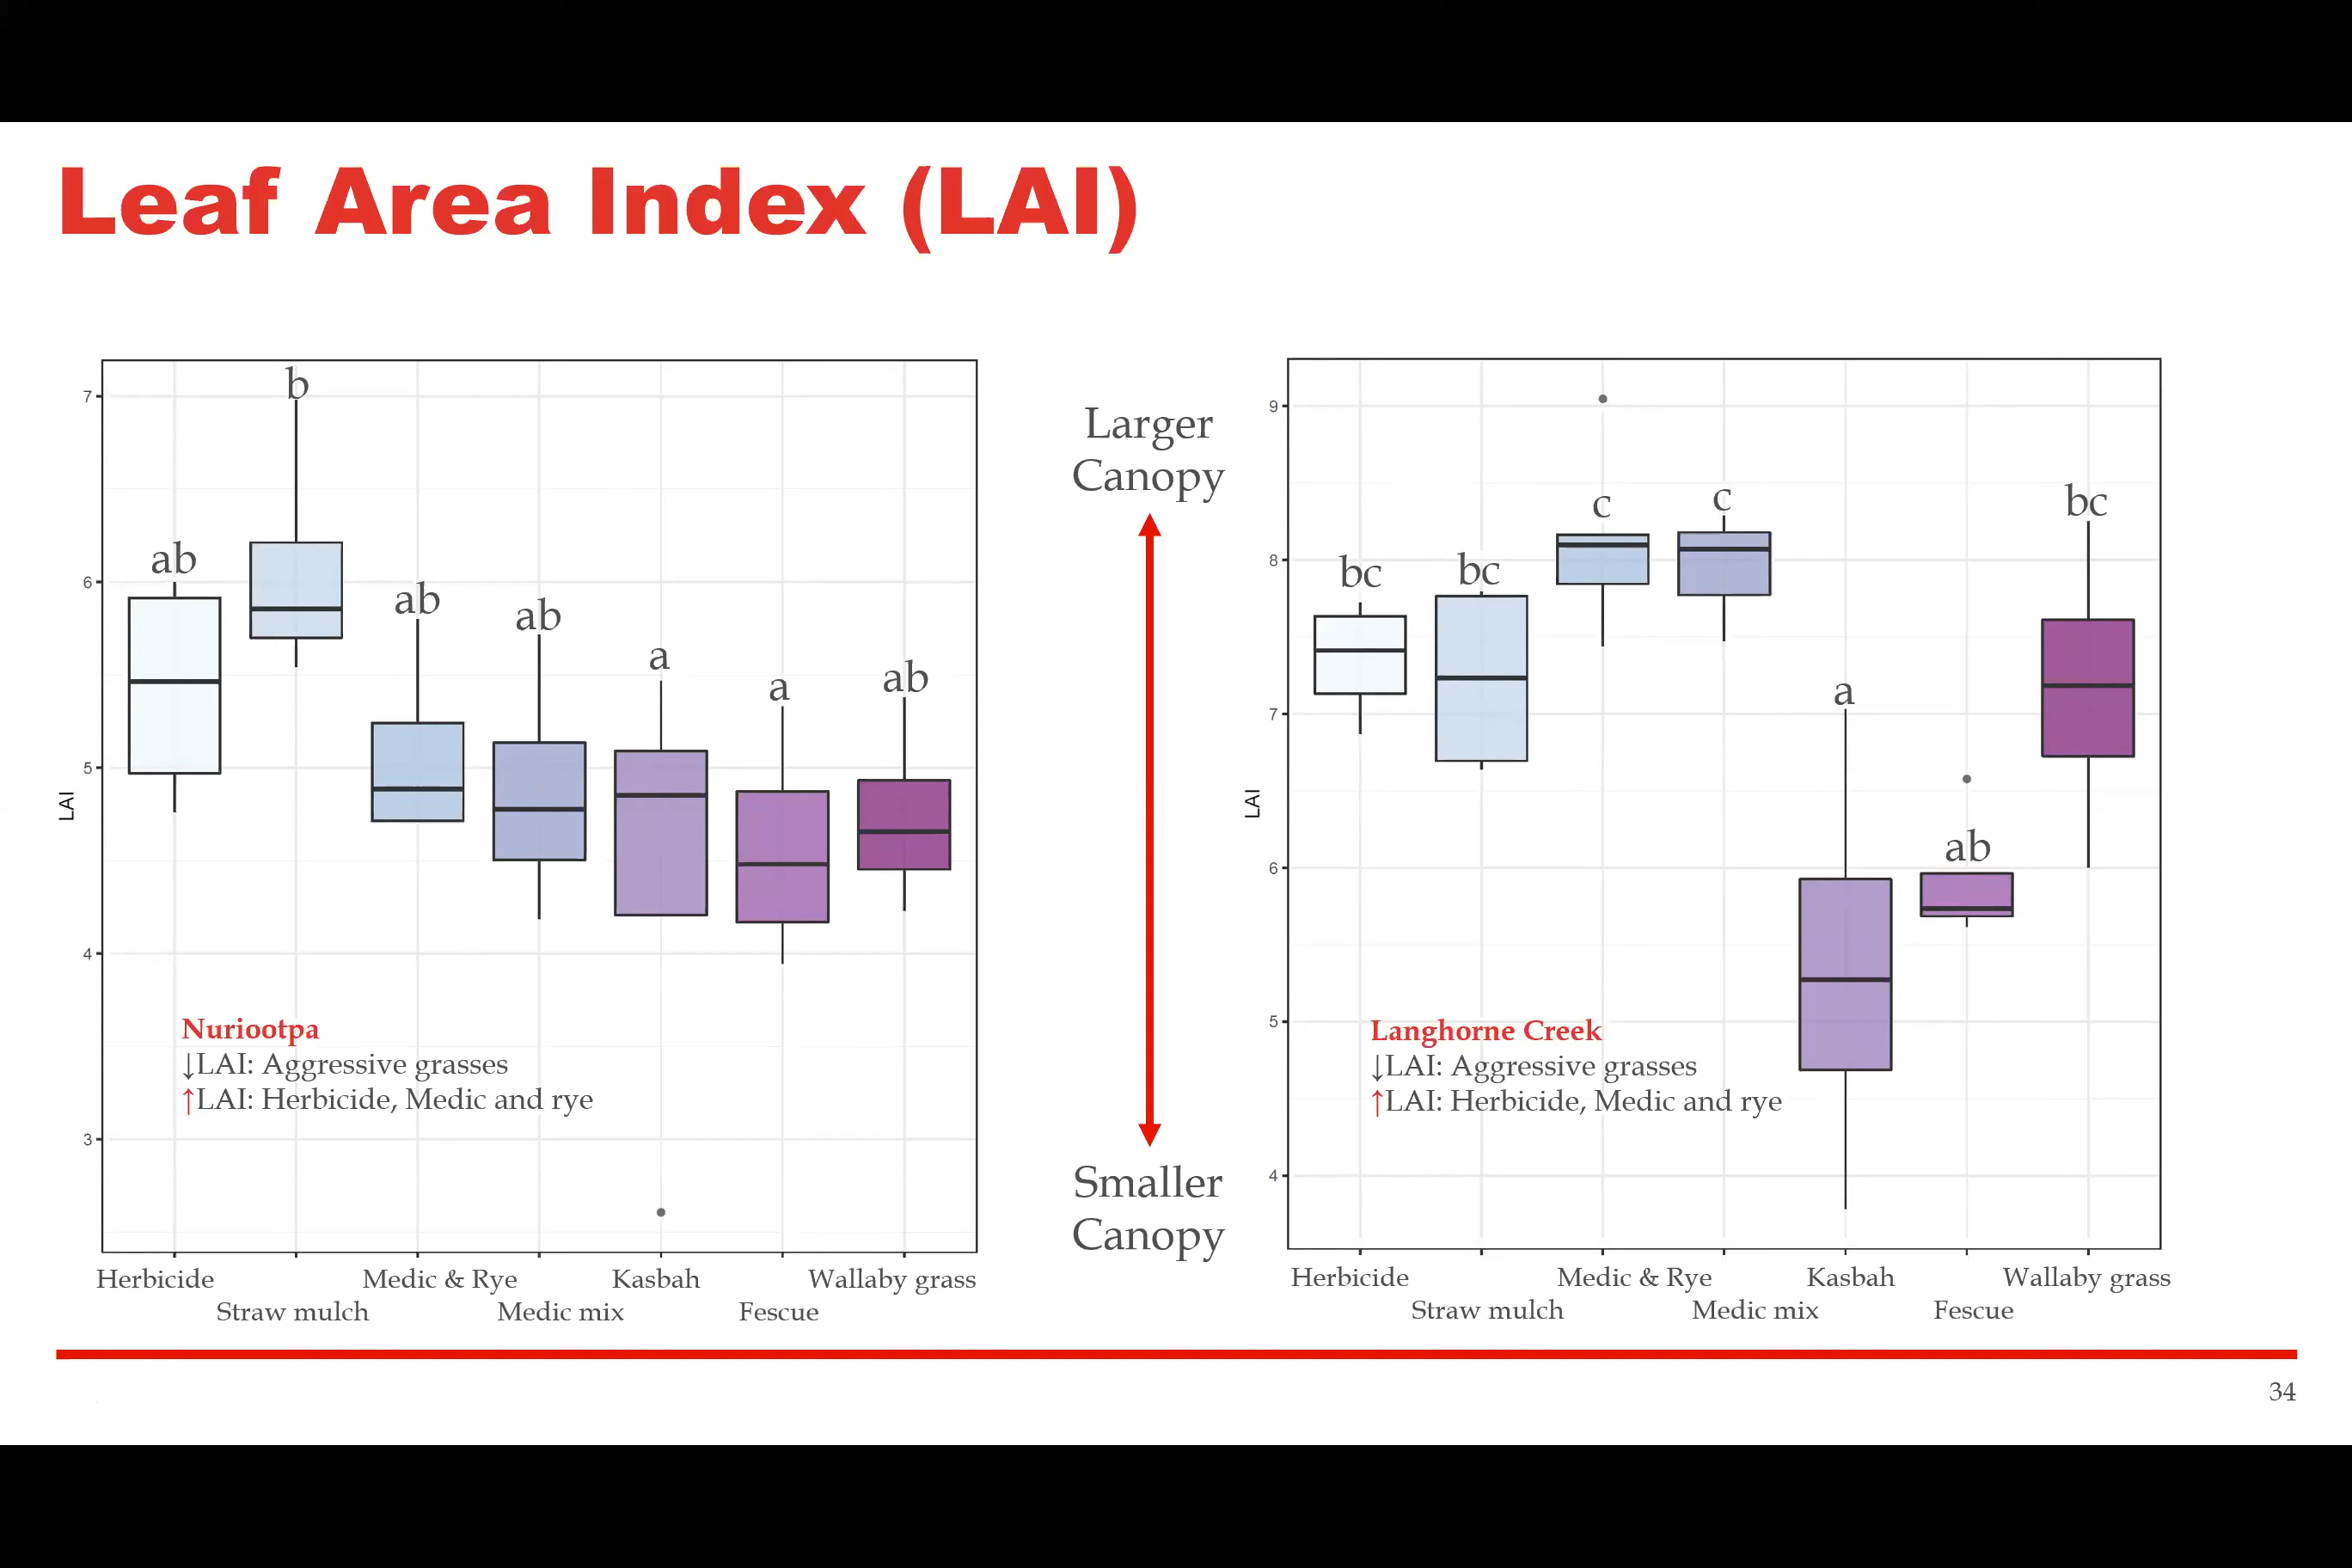 Leaf Area Index (LAI)
7
6
5
4
3
LAI
ab
b
ab
ab
a
a
ab
Nuriootpa
↓LAI: Aggressive grasses
↑LAI: Herbicide, Medic and rye
Herbicide
Straw mulch
Medic & Rye
Medic mix
Kasbah
Fescue
Wallaby grass
Larger
Canopy
Smaller
Canopy
9
8
7
6
5
4
LAI
bc
bc
c
c
a
ab
bc
Langhorne Creek
↓LAI: Aggressive grasses
↑LAI: Herbicide, Medic and rye
Herbicide
Straw mulch
Medic & Rye
Medic mix
Kasbah
Fescue
Wallaby grass
34